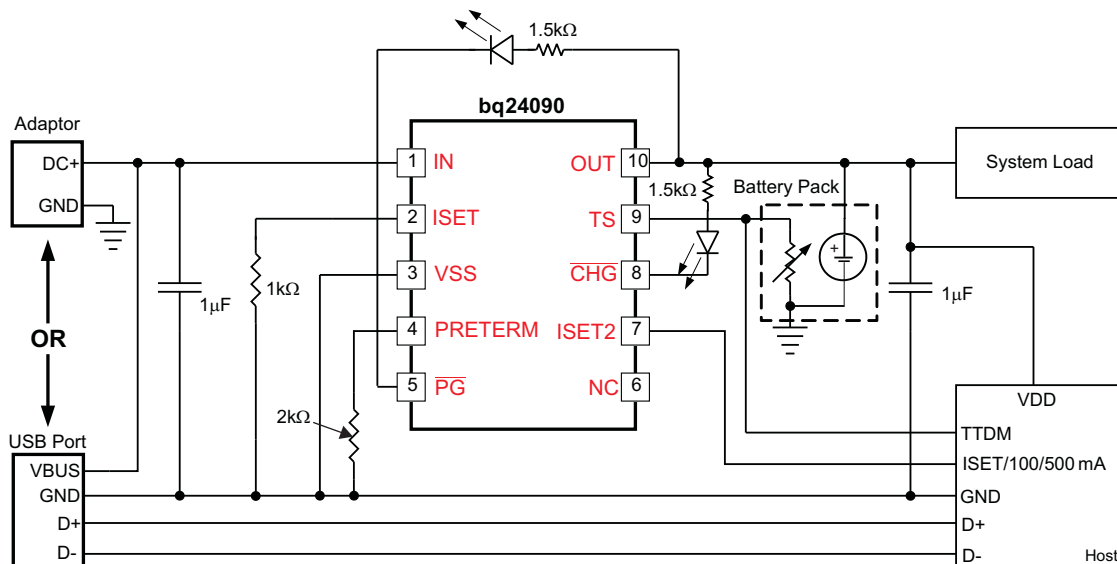 1.5kΩ
bq24090
Adaptor
DC+
GND
1 IN
OUT 10
System Load
1.5kΩ
Battery Pack
2 ISET
TS 9
+
3 VSS
CHG 8
1µF
1kΩ
1µF
OR
4 PRETERM
ISET2 7
5 PG
NC 6
VDD
2kΩ
TTDM
USB Port
VBUS
ISET/100/500 mA
GND
GND
D+
D+
D-
D-
Host